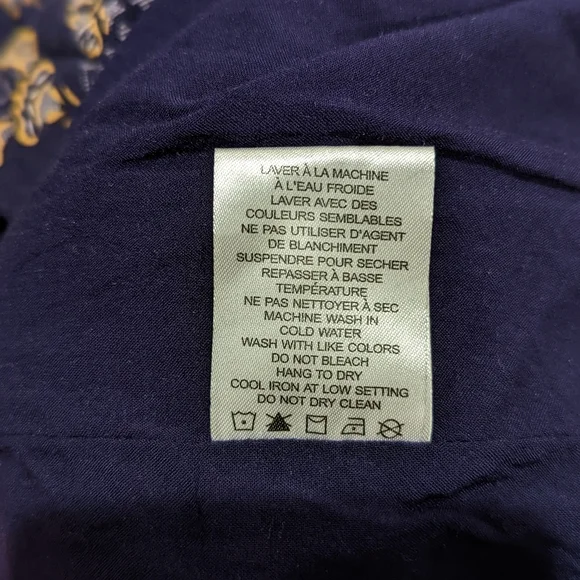 LAVER À LA MACHINE
À L'EAU FROIDE
LAVER AVEC DES
COULEURS SEMBLABLES
NE PAS UTILISER D'AGENT
DE BLANCHIMENT
SUSPENDRE POUR SECHER
REPASSER À BASSE
TEMPÉRATURE
NE PAS NETTOYER À SEC
MACHINE WASH IN
COLD WATER
WASH WITH LIKE COLORS
DO NOT BLEACH
HANG TO DRY
COOL IRON AT LOW SETTING
DO NOT DRY CLEAN